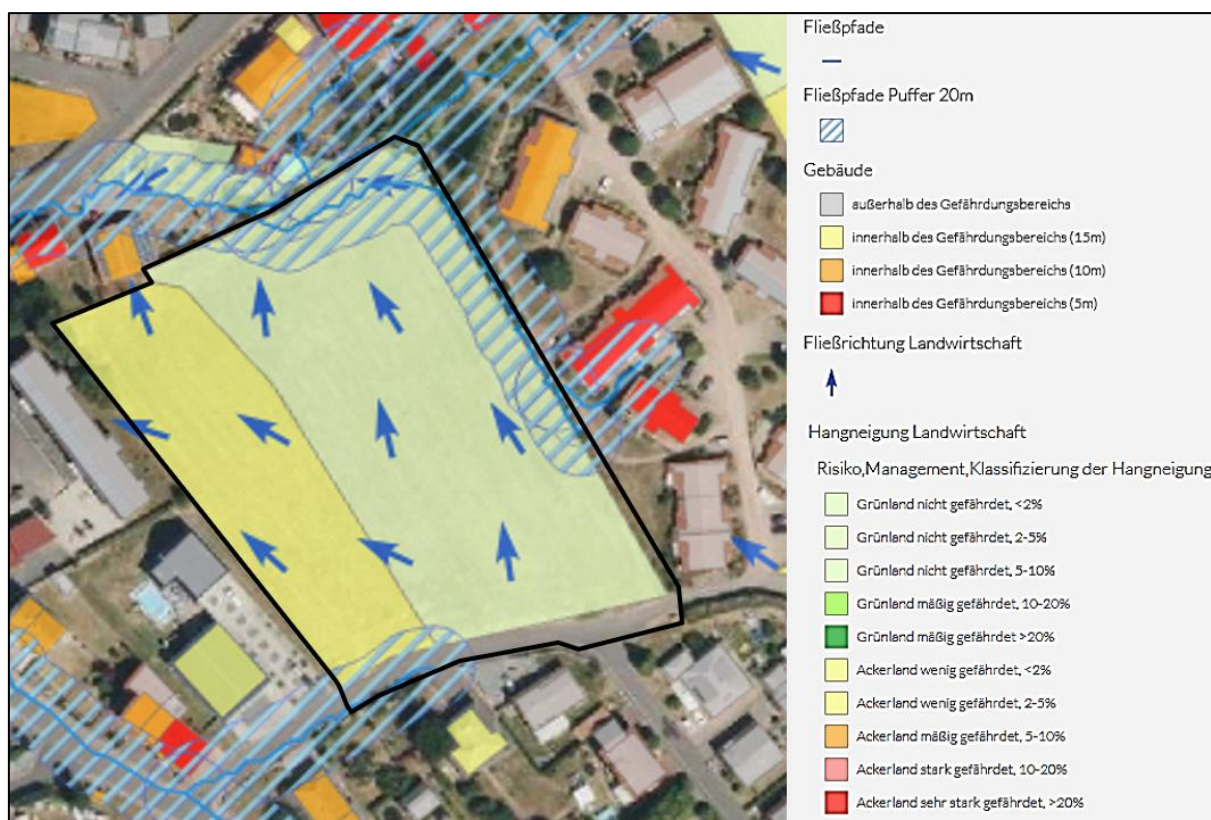 Fließpfade
Fließpfade Puffer 20m
Gebäude
außerhalb des Gefährdungsbereichs
innerhalb des Gefährdungsbereichs (15m)
innerhalb des Gefährdungsbereichs (10m)
innerhalb des Gefährdungsbereichs (5m)
Fließrichtung Landwirtschaft
Hangneigung Landwirtschaft
Risiko,Management,Klassifizierung der Hangneigung
Grünland nicht gefährdet, <2%
Grünland nicht gefährdet, 2-5%
Grünland nicht gefährdet, 5-10%
Grünland mäßig gefährdet, 10-20%
Grünland mäßig gefährdet >20%
Ackerland wenig gefährdet, <2%
Ackerland wenig gefährdet, 2-5%
Ackerland mäßig gefährdet, 5-10%
Ackerland stark gefährdet, 10-20%
Ackerland sehr stark gefährdet, >20%